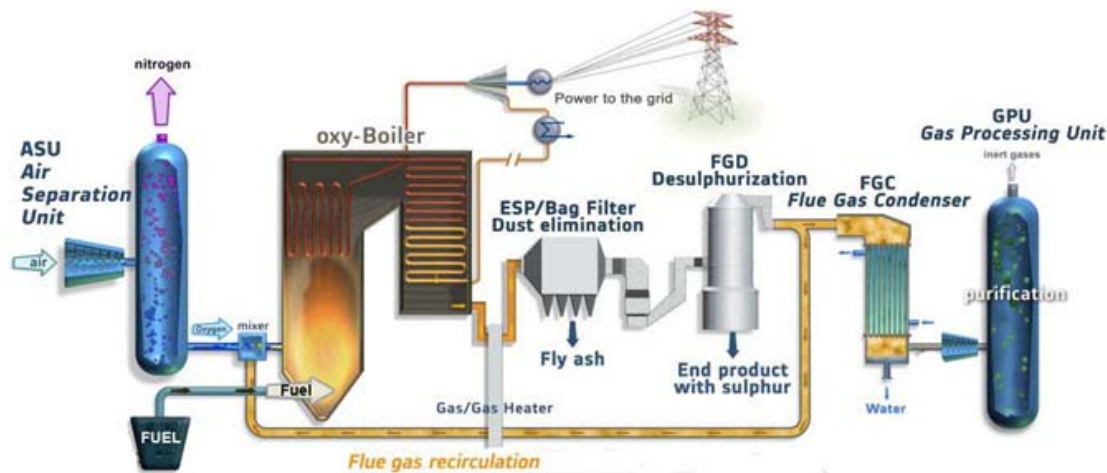 nitrogen
ASU
Air
Separation
Unit
air
Oxygen
mixer
FUEL
Fuel
oxy-Boiler
Power to the grid
ESP/Bag Filter
Dust elimination
Fly ash
Gas/Gas Heater
Flue gas recirculation
FGD
Desulphurization
End product
with sulphur
FGC
Flue Gas Condenser
Water
GPU
Gas Processing Unit
inert gases
purification